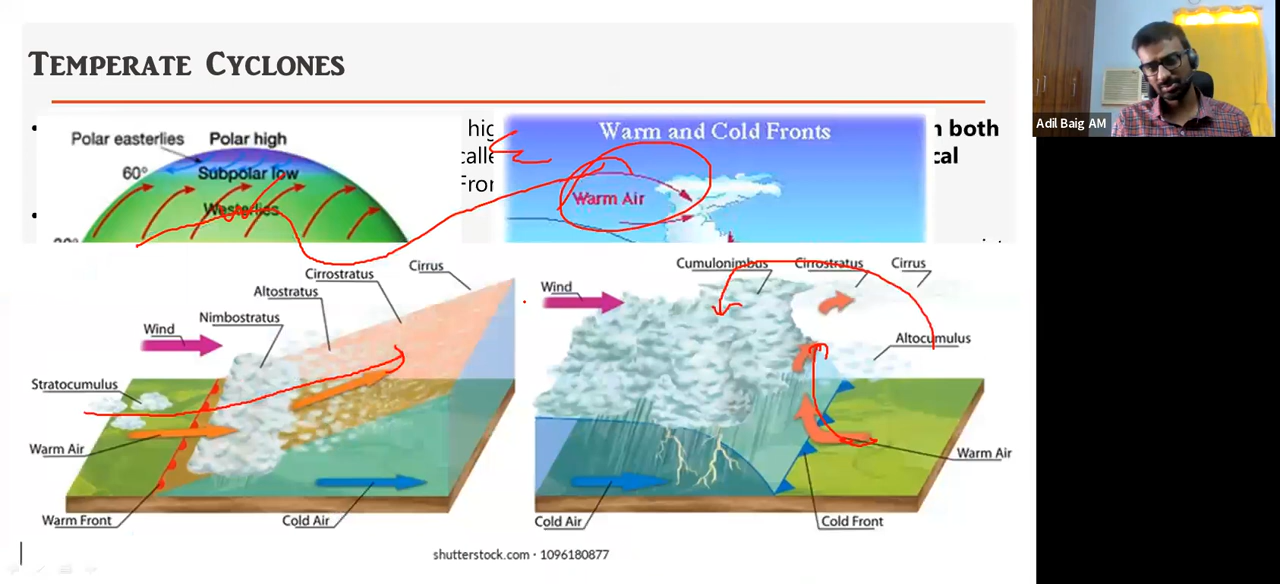 TEMPERATE CYCLONES
Polar easterlies
Polar high
60°
Subpolar low
Westerlies
Warm and Cold Fronts
Warm Air
both
Adil Baig AM
Cirrus
Cirrostratus
Altostratus
Nimbostratus
Wind
Stratocumulus
Warm Air
Warm Front
Cold Air
Cumulonimbus
Cirrostratus
Cirrus
Wind
Altocumulus
Warm Air
Cold Air
Cold Front
shutterstock.com · 1096180877